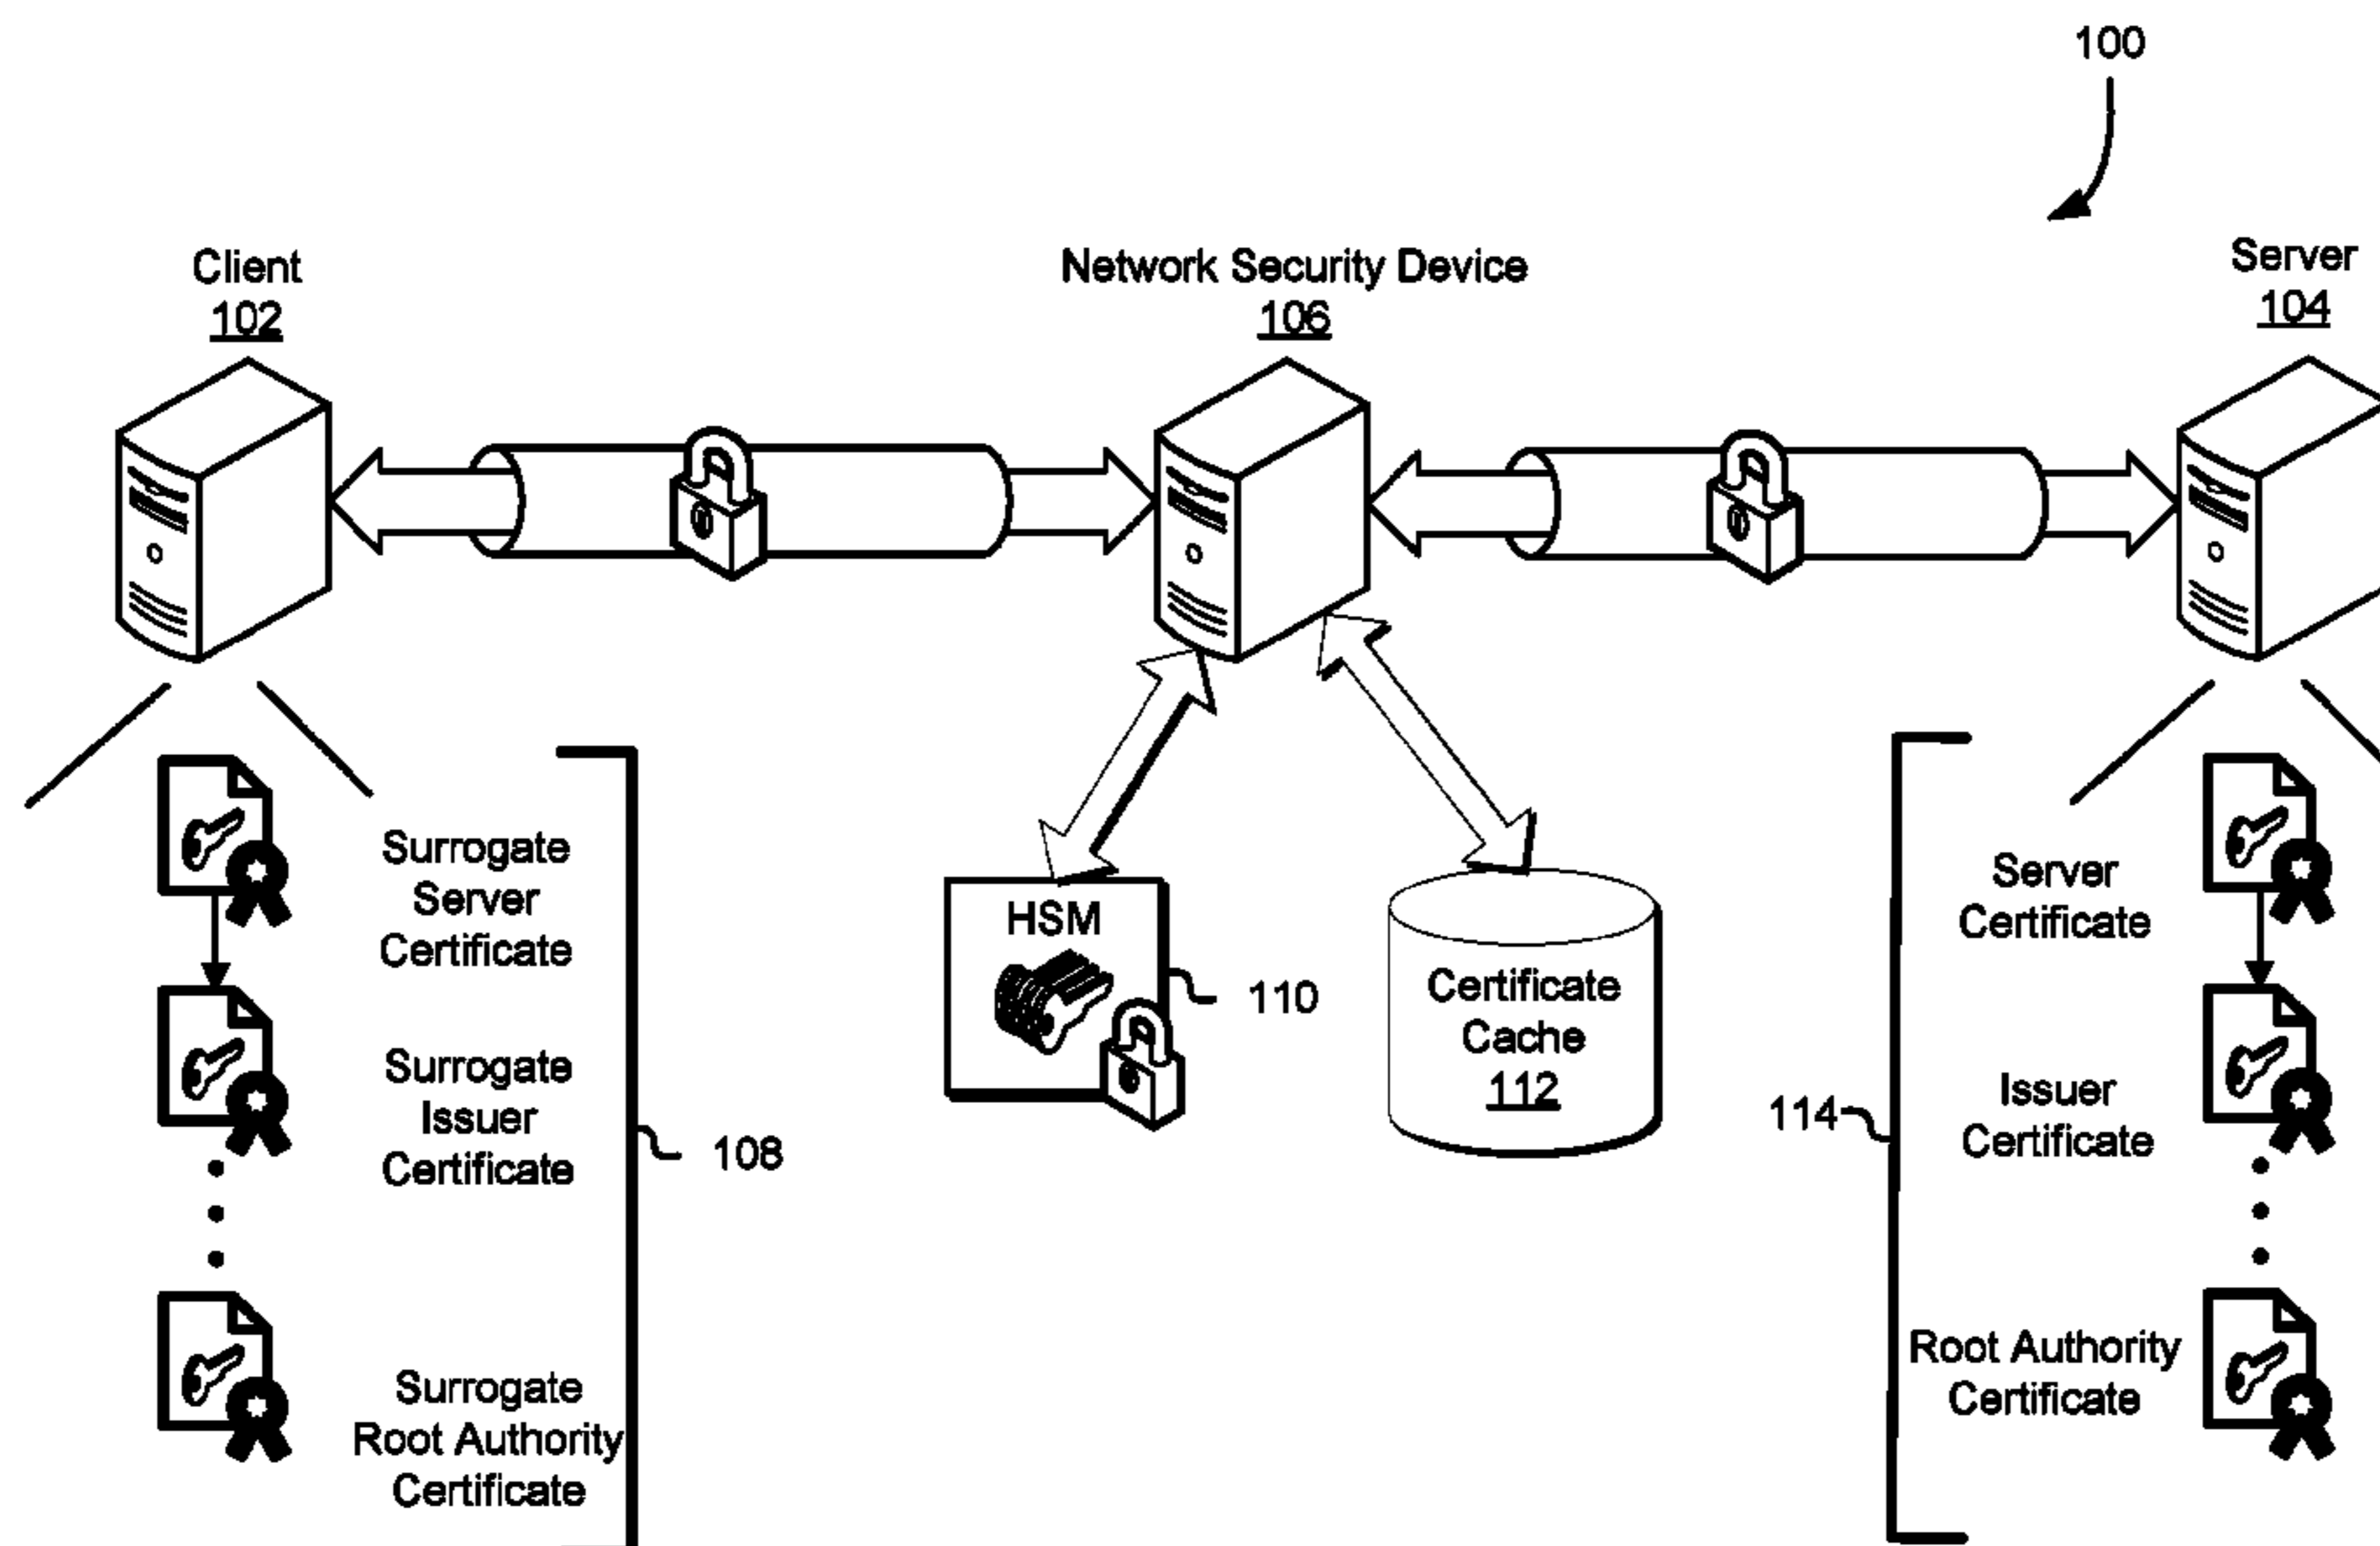 100
Client
102
Network Security Device
106
Server
104
Surrogate
Server
Certificate
Surrogate
Issuer
Certificate
Surrogate
Root Authority
Certificate
108
HSM
110
Certificate
Cache
112
114
Server
Certificate
Issuer
Certificate
Root Authority
Certificate